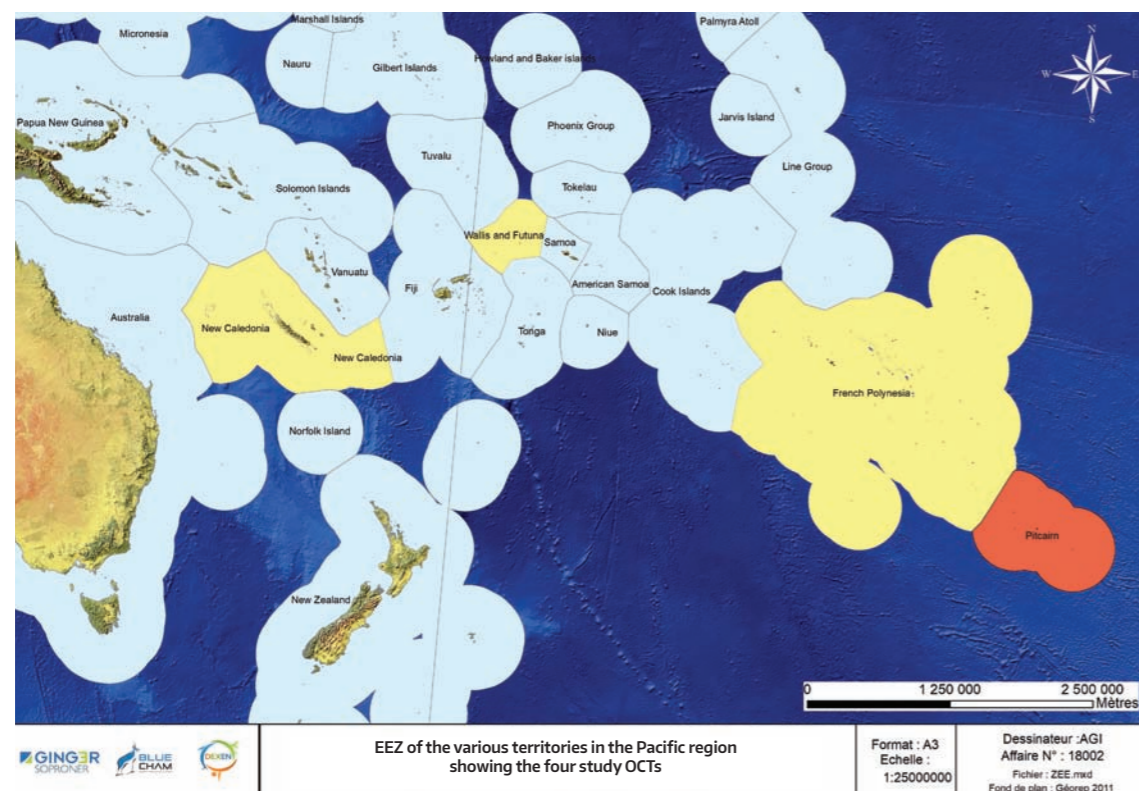 Marshall Islands
Palmyra Atoll
Micronesia
N
Nauru
Gilbert Islands
Howland and Baker islands
W
E
S
Papua New Guinea
Phoenix Group
Jarvis Island
Tuvalu
Line Group
Solomon Islands
Tokelau
Wallis and Futuna
Samoa
Vanuatu
Fiji
American Samoa
Cook Islands
Australia
New Caledonia
Tonga
Niue
New Caledonia
French Polynesia
Norfolk Island
Pitcairn
New Zealand
0 1 250 000 2 500 000
Mètres
GINGER
SOPRONER
BLUE
CHAM
DEXEN
EEZ of the various territories in the Pacific region
showing the four study OCTs
Format : A3
Echelle :
1:25000000
Dessinateur :AGI
Affaire N° : 18002
Fichier : ZEE.mxd
Fond de plan : Géorep 2011